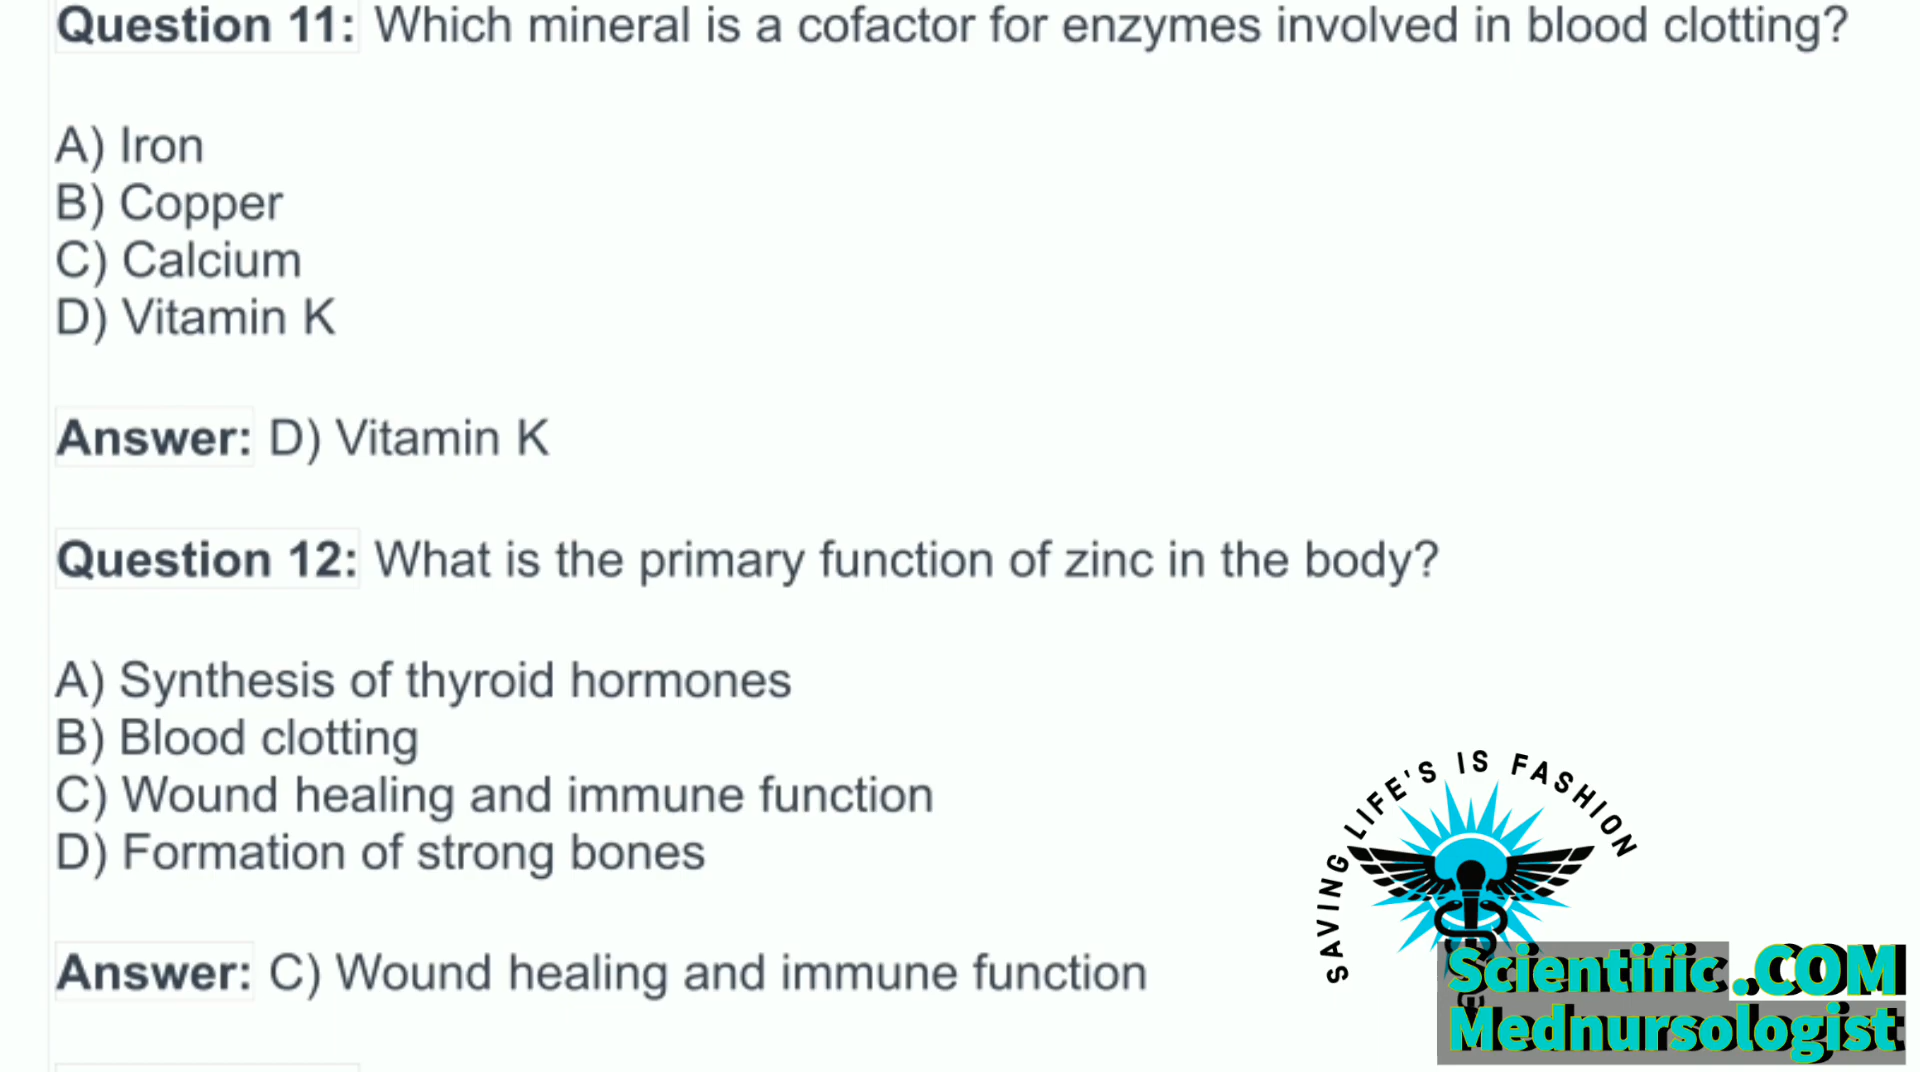 Question 11: Which mineral is a cofactor for enzymes involved in blood clotting?
A) Iron
B) Copper
C) Calcium
D) Vitamin K
Answer: D) Vitamin K
Question 12: What is the primary function of zinc in the body?
A) Synthesis of thyroid hormones
B) Blood clotting
C) Wound healing and immune function
D) Formation of strong bones
Answer: C) Wound healing and immune function
SAVING LIFE'S IS FASHION
Scientific.COM
Mednursologist